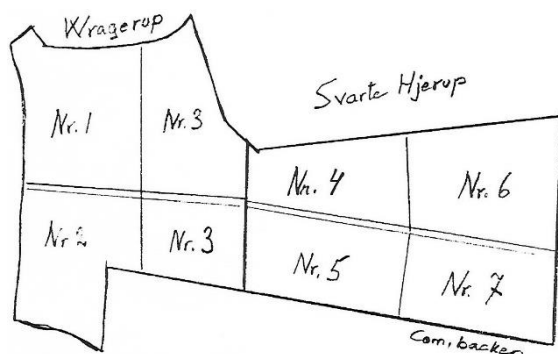 Wragerup
Svarte Hjerup
Nr. 1
Nr. 3
Nr. 4
Nr. 6
Nr 2
Nr. 3
Nr. 5
Nr. 7
Com. backen